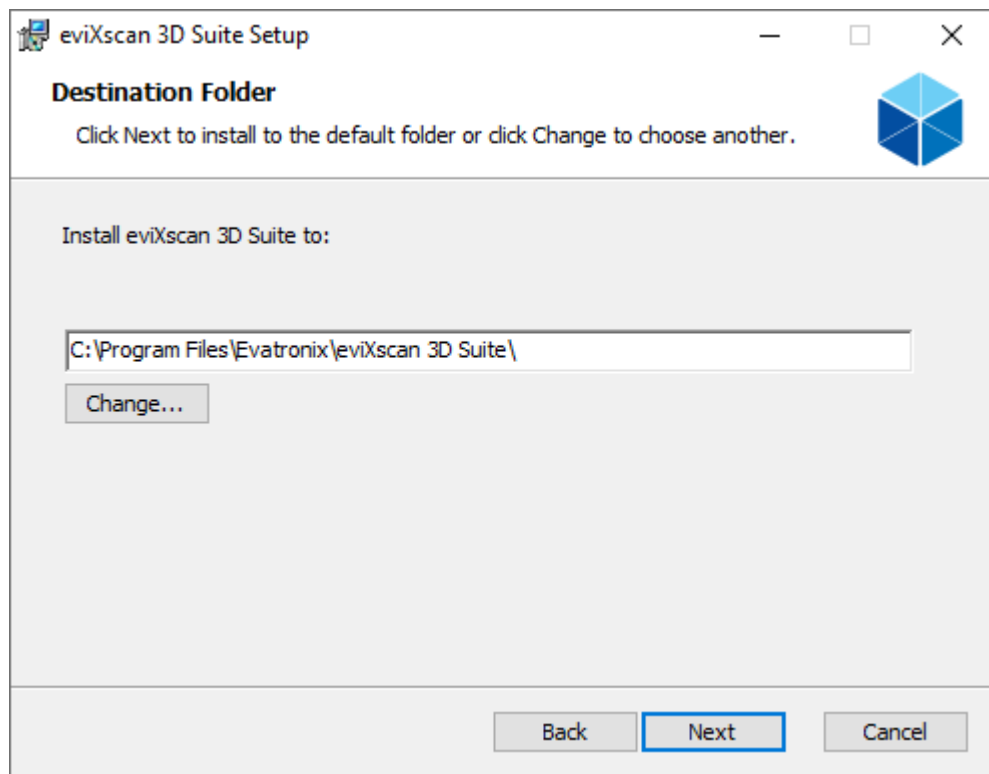 eviXscan 3D Suite Setup
Destination Folder
Click Next to install to the default folder or click Change to choose another.
Install eviXscan 3D Suite to:
C:\Program Files\Evatronix\eviXscan 3D Suite\
Change...
Back Next Cancel